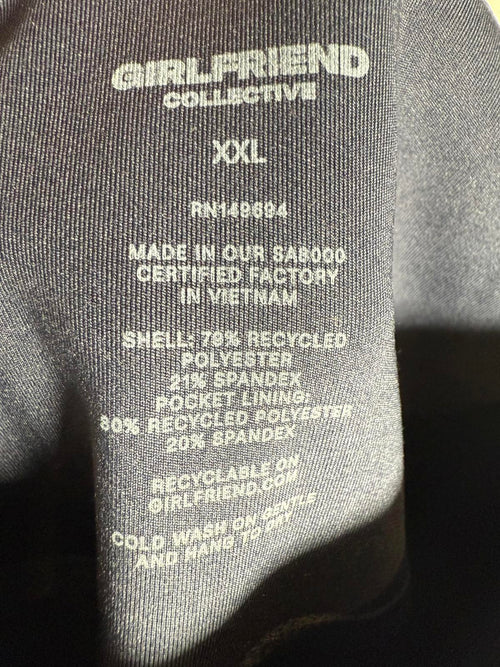 GIRLFRIEND
COLLECTIVE
XXL
RN149694
MADE IN OUR SA8000
CERTIFIED FACTORY
IN VIETNAM
SHELL: 79% RECYCLED
POLYESTER
21% SPANDEX
POCKET LINING:
80% RECYCLED POLYESTER
20% SPANDEX
RECYCLABLE ON
GIRLFRIEND.COM
COLD WASH ON GENTLE
AND HANG TO DRY